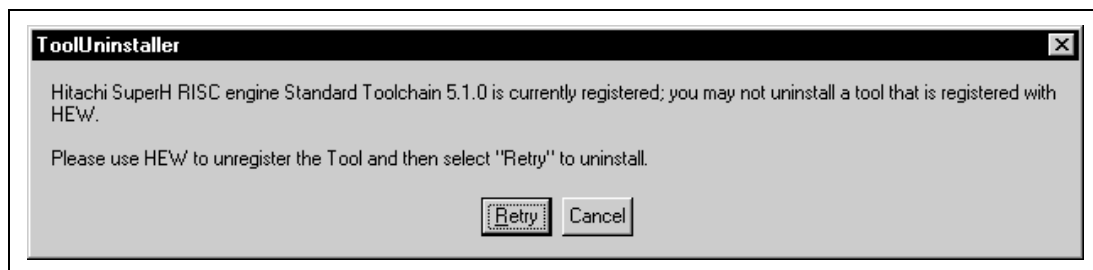 ToolUninstaller
Hitachi SuperH RISC engine Standard Toolchain 5.1.0 is currently registered; you may not uninstall a tool that is registered with
HEW.
Please use HEW to unregister the Tool and then select "Retry" to uninstall.
Retry
Cancel